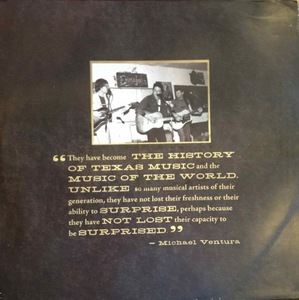 “They have become THE HISTORY
OF TEXAS MUSIC and the
MUSIC OF THE WORLD.
UNLIKE so many musical artists of their
generation, they have not lost their freshness or their
ability to SURPRISE, perhaps because
they have NOT LOST their capacity to
be SURPRISED”
– Michael Ventura